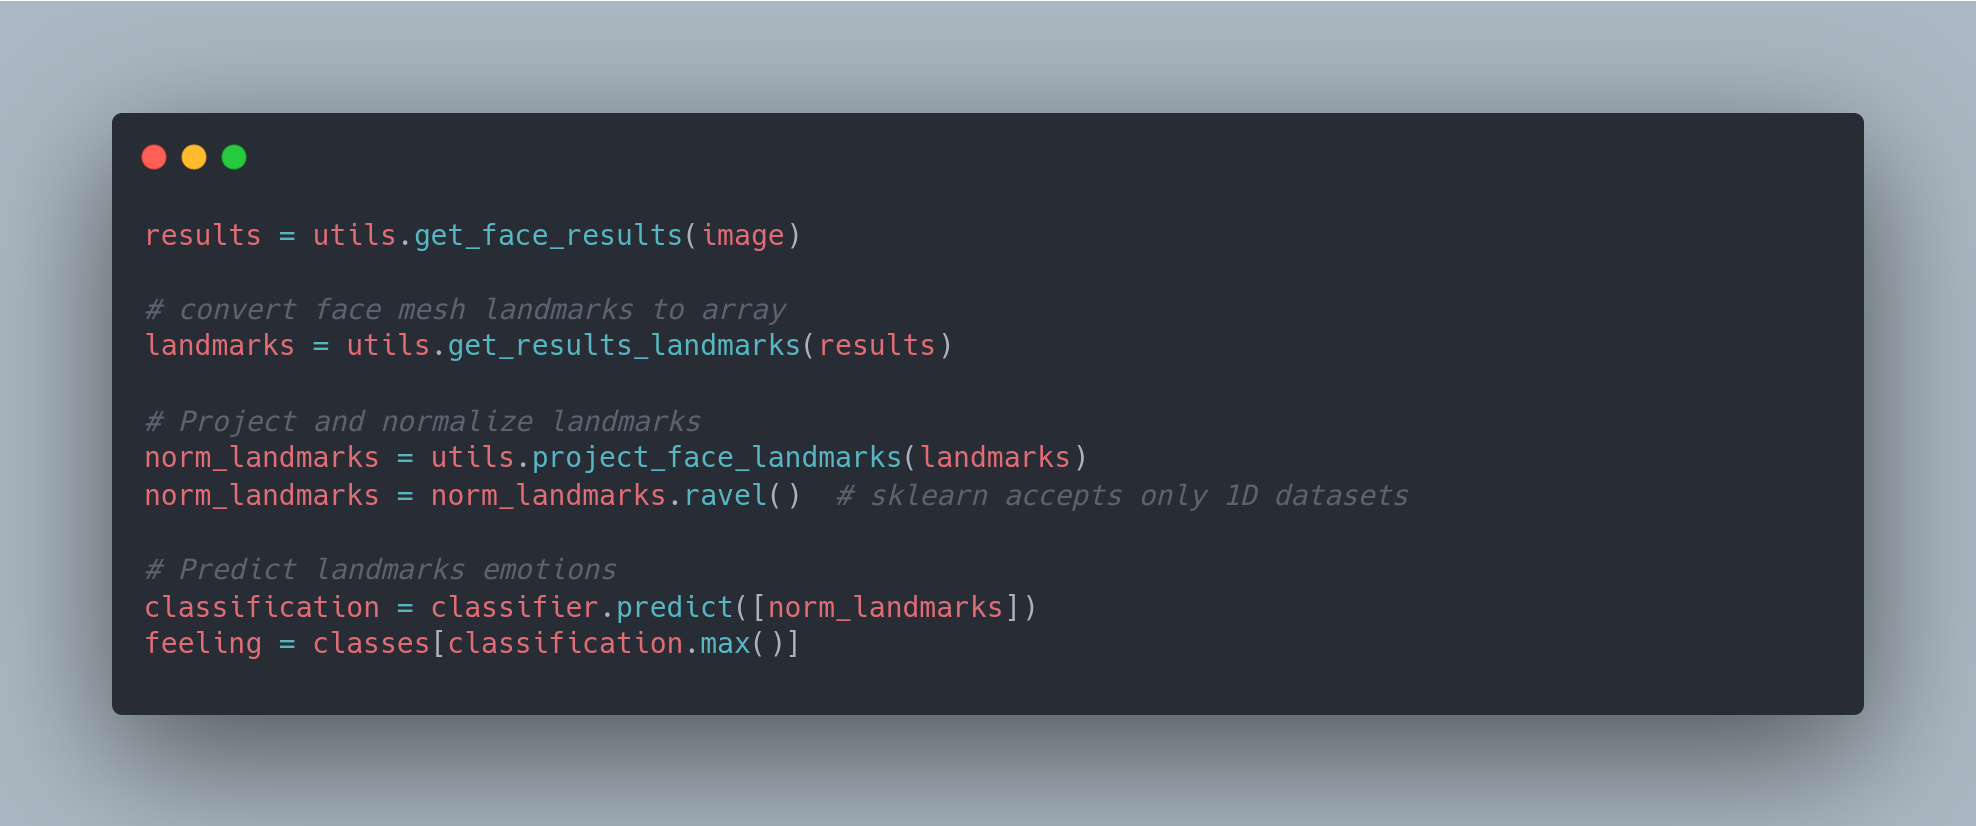 results = utils.get_face_results(image)
# convert face mesh landmarks to array
landmarks = utils.get_results_landmarks(results)
# Project and normalize landmarks
norm_landmarks = utils.project_face_landmarks(landmarks)
norm_landmarks = norm_landmarks.ravel()  # sklearn accepts only 1D datasets
# Predict landmarks emotions
classification = classifier.predict([norm_landmarks])
feeling = classes[classification.max()]